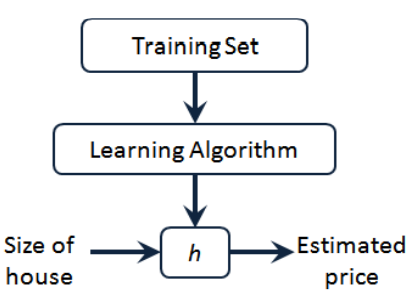 Training Set
Learning Algorithm
Size of
house
h
Estimated
price